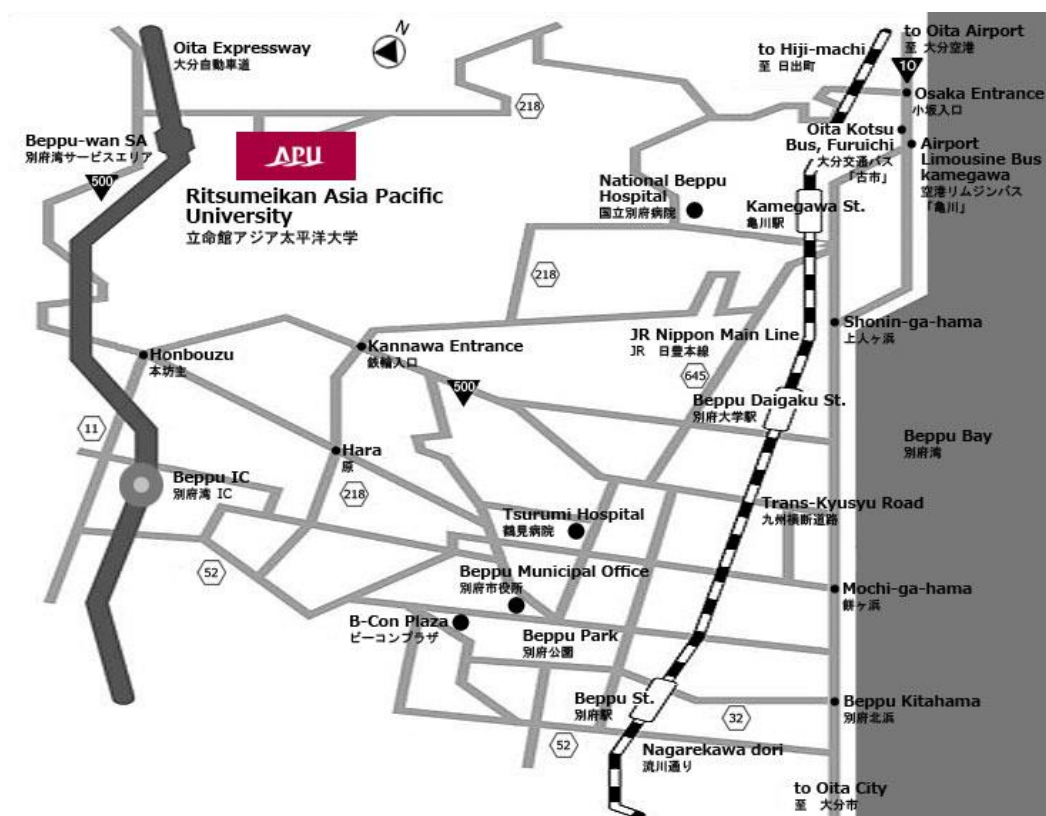 N
Oita Expressway
大分自動車道
to Hiji-machi
至 日出町
to Oita Airport
至 大分空港
10
218
Osaka Entrance
小坂入口
Beppu-wan SA
別府湾サービスエリア
500
APU
Ritsumeikan Asia Pacific
University
立命館アジア太平洋大学
Oita Kotsu
Bus, Furuichi
大分交通バス
「古市」
Airport
Limousine Bus
kamegawa
空港リムジンバス
「亀川」
National Beppu
Hospital
国立別府病院
Kamegawa St.
亀川駅
218
Shonin-ga-hama
上人ヶ浜
JR Nippon Main Line
JR 日豊本線
Honbouzu
本坊主
Kannawa Entrance
鉄輪入口
500
645
Beppu Daigaku St.
別府大学駅
11
Hara
原
Beppu Bay
別府湾
Beppu IC
別府湾 IC
218
Trans-Kyusyu Road
九州横断道路
Tsurumi Hospital
鶴見病院
52
Beppu Municipal Office
別府市役所
Mochi-ga-hama
餅ヶ浜
B-Con Plaza
ビーコンプラザ
Beppu Park
別府公園
Beppu St.
別府駅
32
Beppu Kitahama
別府北浜
52
Nagarekawa dori
流川通り
to Oita City
至 大分市